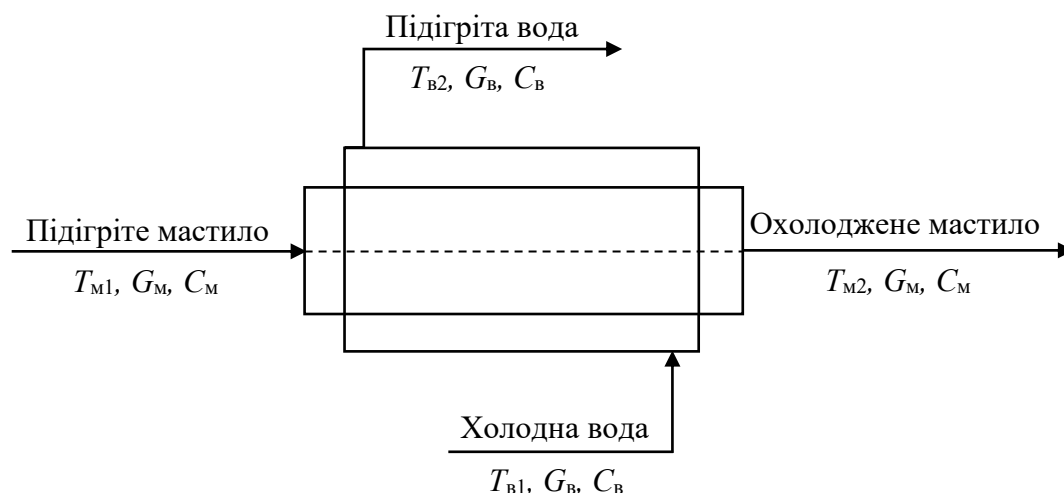 Підігріта вода
Tв2, Gв, Cв
Підігріте мастило
Tм1, Gм, Cм
Охолоджене мастило
Tм2, Gм, Cм
Холодна вода
Tв1, Gв, Cв